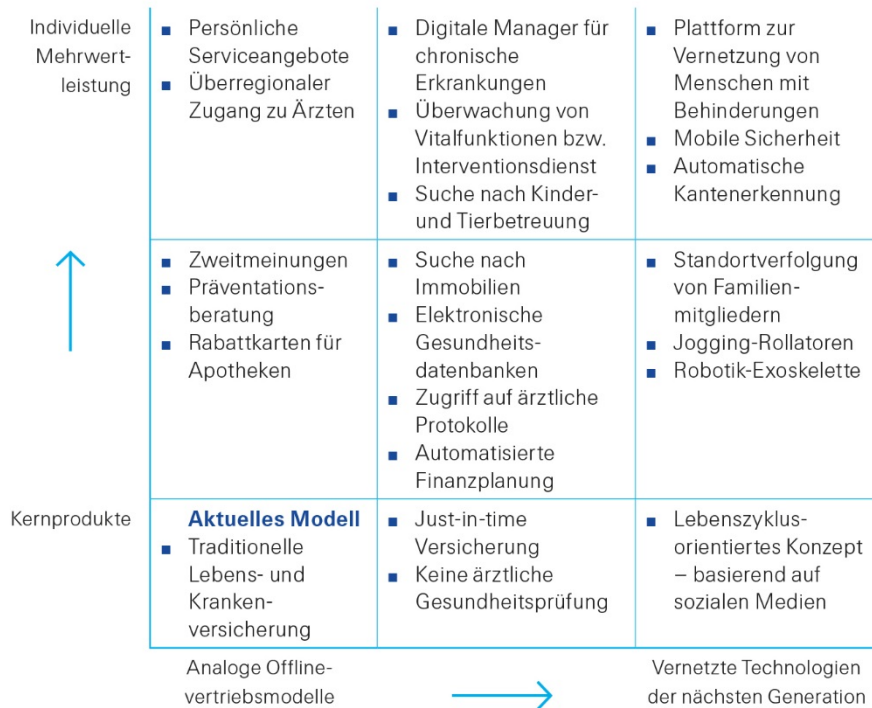 Individuelle
Mehrwert-
leistung
■ Persönliche
Serviceangebote
■ Überregionaler
Zugang zu Ärzten
■ Digitale Manager für
chronische
Erkrankungen
■ Überwachung von
Vitalfunktionen bzw.
Interventionsdienst
■ Suche nach Kinder-
und Tierbetreuung
■ Plattform zur
Vernetzung von
Menschen mit
Behinderungen
■ Mobile Sicherheit
■ Automatische
Kantenerkennung
■ Zweitmeinungen
■ Präventations-
beratung
■ Rabattkarten für
Apotheken
■ Suche nach
Immobilien
■ Elektronische
Gesundheits-
datenbanken
■ Zugriff auf ärztliche
Protokolle
■ Automatisierte
Finanzplanung
■ Standortverfolgung
von Familien-
mitgliedern
■ Jogging-Rollatoren
■ Robotik-Exoskelette
Kernprodukte
Aktuelles Modell
■ Traditionelle
Lebens- und
Kranken-
versicherung
■ Just-in-time
Versicherung
■ Keine ärztliche
Gesundheitsprüfung
■ Lebenszyklus-
orientiertes Konzept
– basierend auf
sozialen Medien
Analoge Offline-
vertriebsmodelle
Vernetzte Technologien
der nächsten Generation